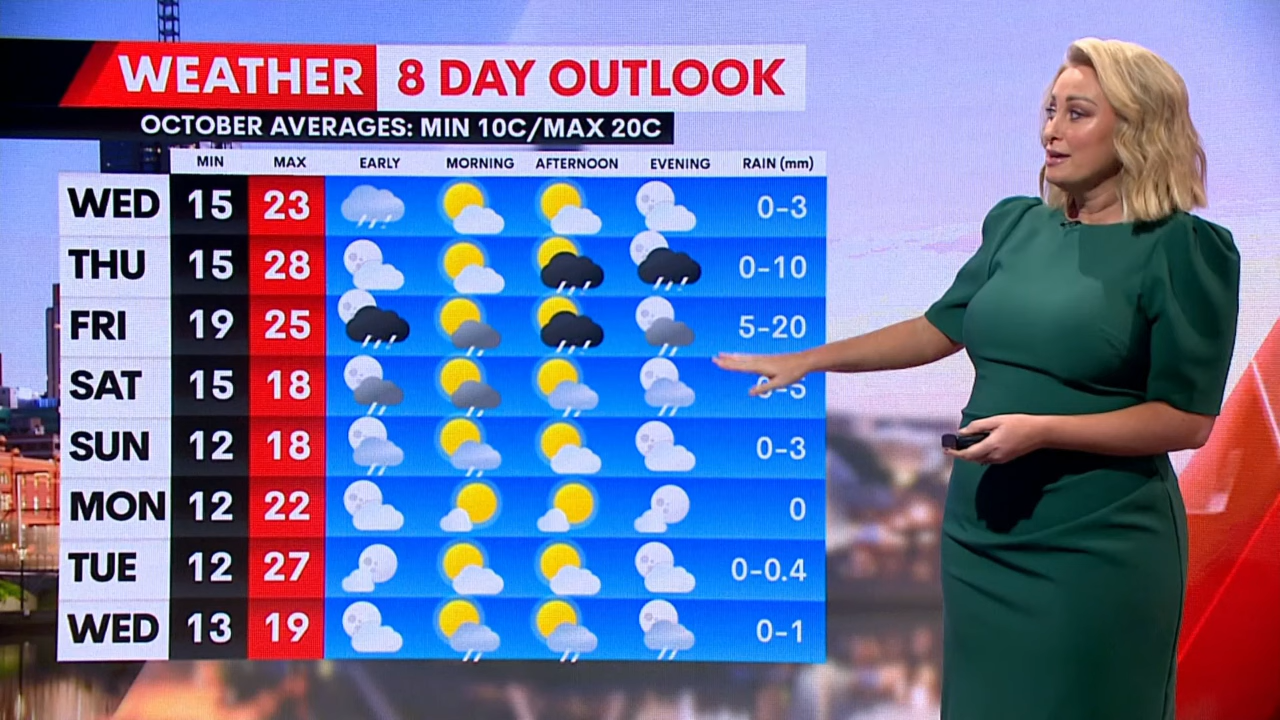 WEATHER 8 DAY OUTLOOK
OCTOBER AVERAGES: MIN 10C/MAX 20C
MIN MAX EARLY MORNING AFTERNOON EVENING RAIN (mm)
WED 15 23 0-3
THU 15 28 0-10
FRI 19 25 5-20
SAT 15 18
SUN 12 18 0-3
MON 12 22 0
TUE 12 27 0-0.4
WED 13 19 0-1